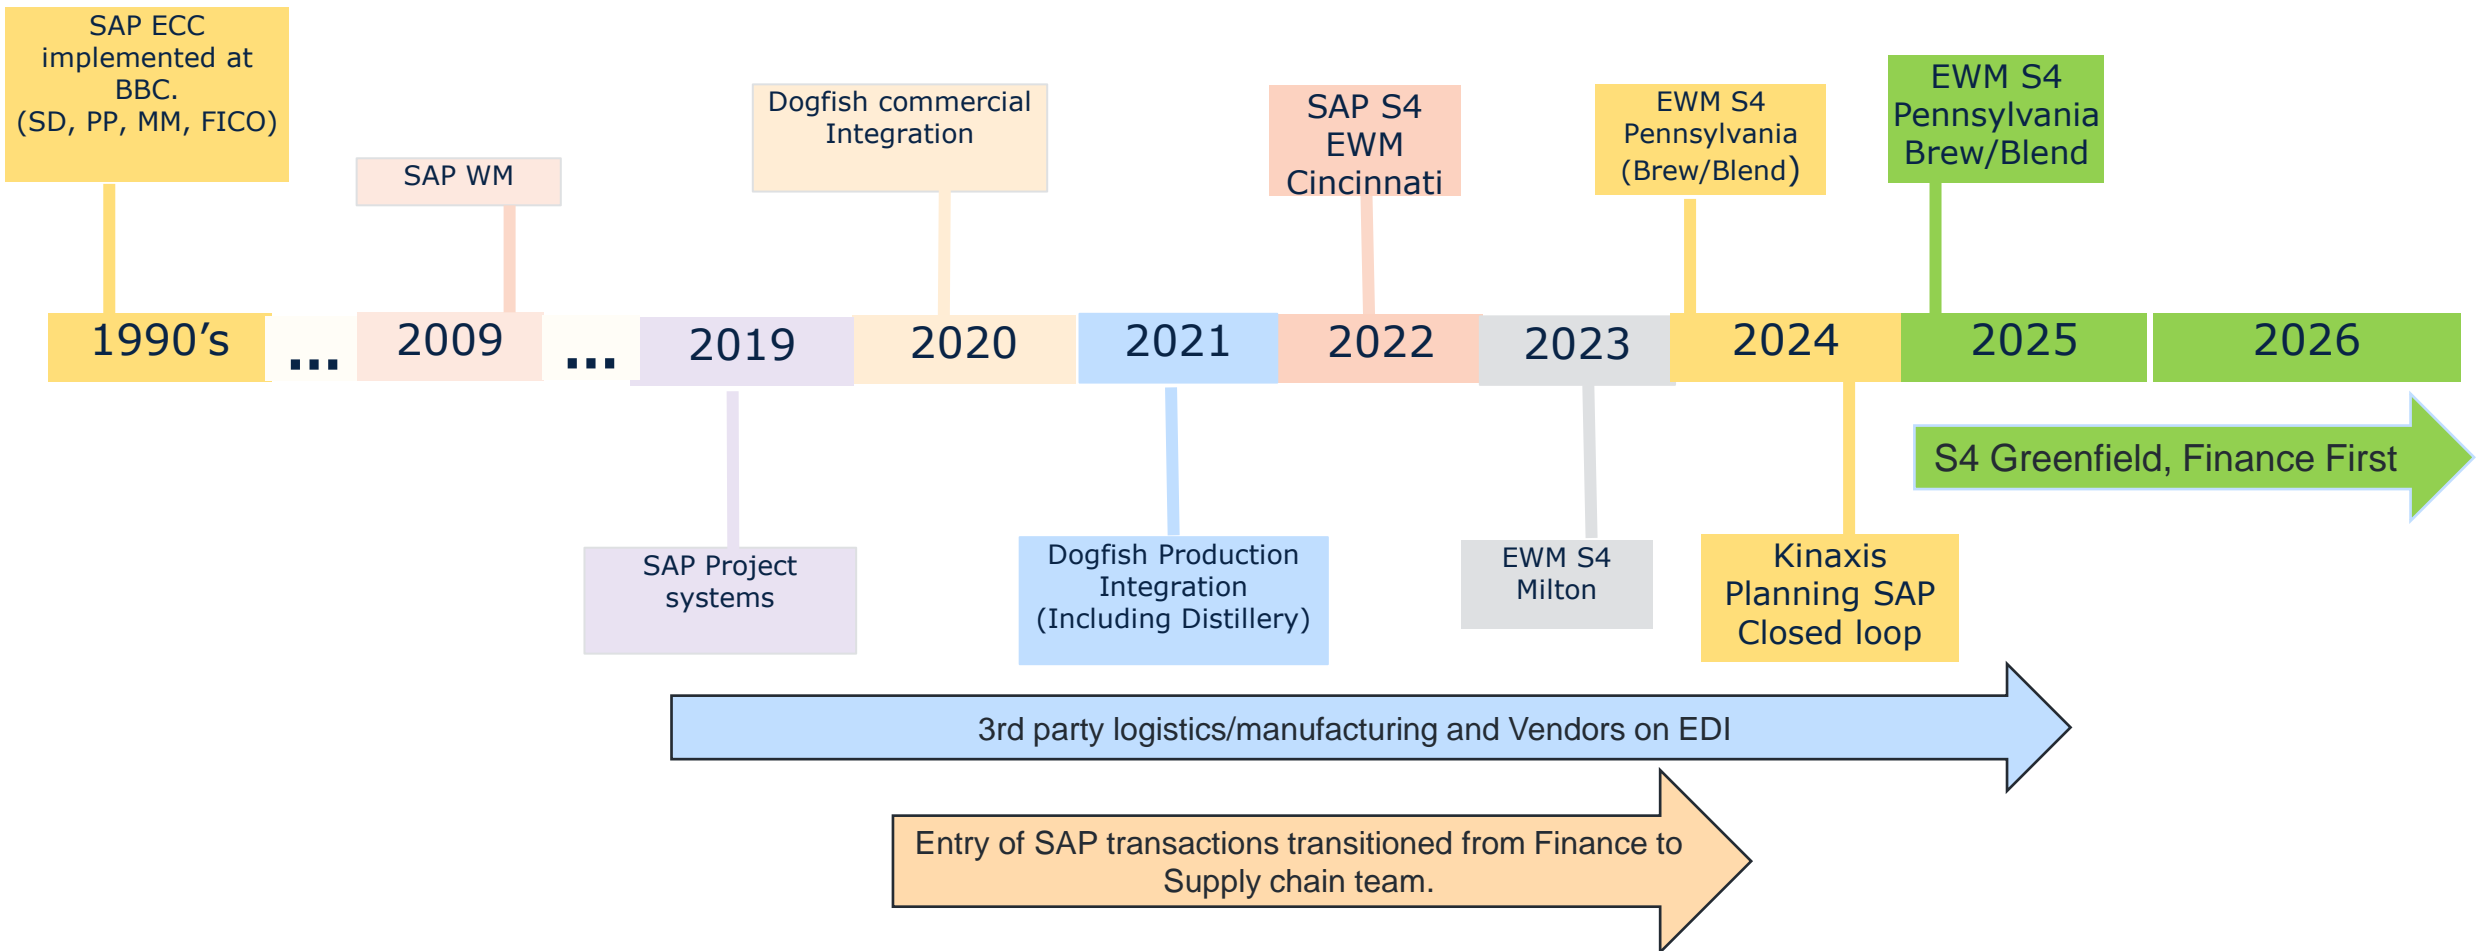 SAP ECC
implemented at
BBC.
(SD, PP, MM, FICO)
SAP WM
Dogfish commercial
Integration
SAP S4
EWM
Cincinnati
EWM S4
Pennsylvania
(Brew/Blend)
EWM S4
Pennsylvania
Brew/Blend
1990’s ... 2009 ... 2019 2020 2021 2022 2023 2024 2025 2026
S4 Greenfield, Finance First
SAP Project
systems
Dogfish Production
Integration
(Including Distillery)
EWM S4
Milton
Kinaxis
Planning SAP
Closed loop
3rd party logistics/manufacturing and Vendors on EDI
Entry of SAP transactions transitioned from Finance to
Supply chain team.